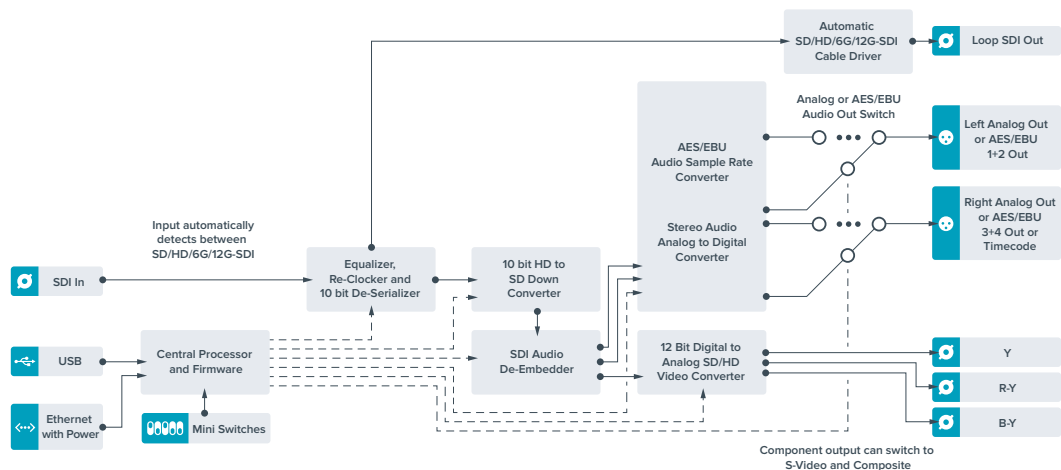 Automatic
SD/HD/6G/12G-SDI
Cable Driver
Loop SDI Out
Analog or AES/EBU
Audio Out Switch
AES/EBU
Audio Sample Rate
Converter
Left Analog Out
or AES/EBU
1+2 Out
Stereo Audio
Analog to Digital
Converter
Right Analog Out
or AES/EBU
3+4 Out or
Timecode
Input automatically
detects between
SD/HD/6G/12G-SDI
SDI In
Equalizer,
Re-Clocker and
10 bit De-Serializer
10 bit HD to
SD Down
Converter
USB
Central Processor
and Firmware
SDI Audio
De-Embedder
12 Bit Digital to
Analog SD/HD
Video Converter
Y
R-Y
B-Y
Ethernet
with Power
Mini Switches
Component output can switch to
S-Video and Composite